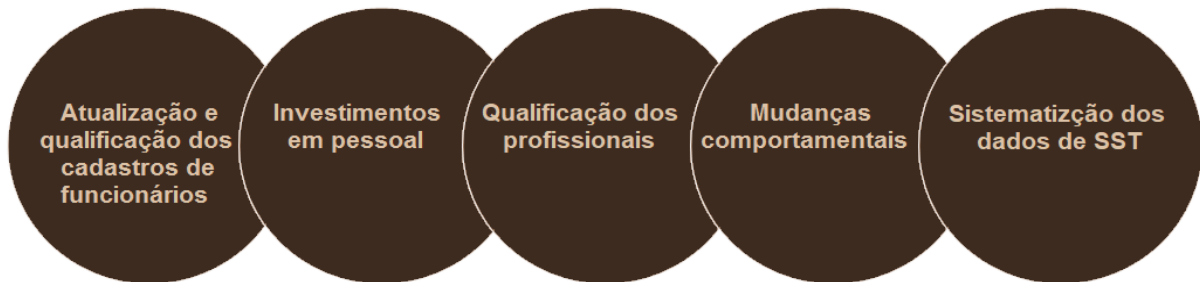 Atualização e
qualificação dos
cadastros de
funcionários
Investimentos
em pessoal
Qualificação dos
profissionais
Mudanças
comportamentais
Sistematizção dos
dados de SST